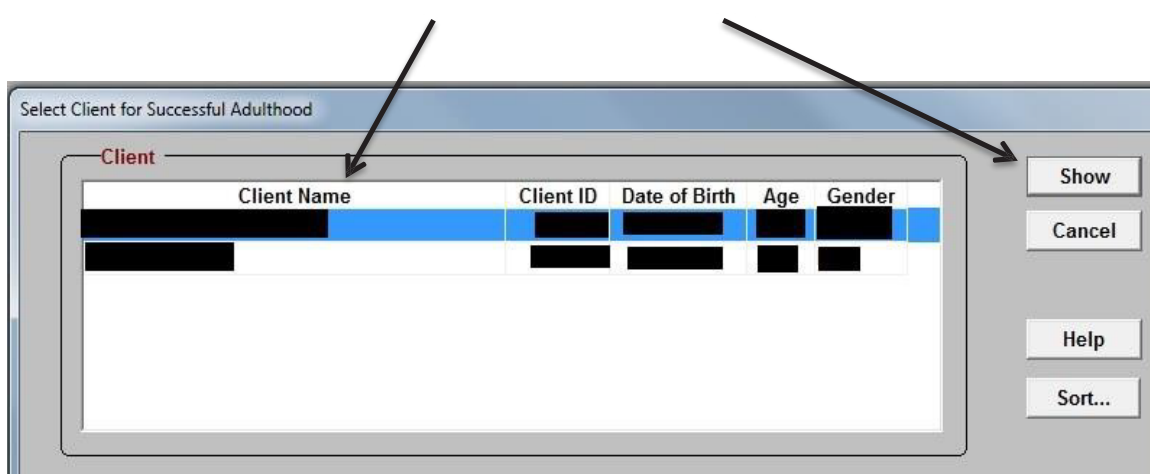 Select Client for Successful Adulthood
Client
Client Name Client ID Date of Birth Age Gender
Show
Cancel
Help
Sort...